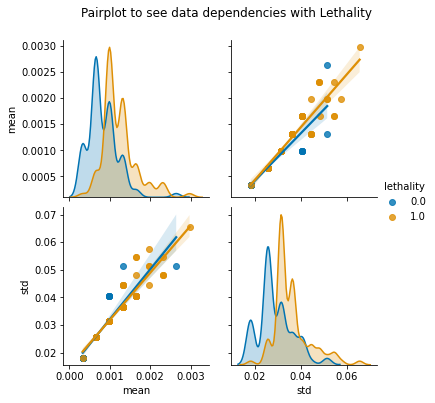 Pairplot to see data dependencies with Lethality
0.0030
0.0025
0.0020
0.0015
0.0010
0.0005
mean
lethality
0.0
1.0
0.07
0.06
0.05
0.04
0.03
0.02
std
0.000 0.001 0.002 0.003
mean
0.02 0.04 0.06
std